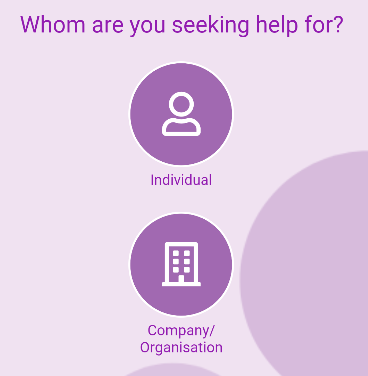 Whom are you seeking help for?
Individual
Company/
Organisation